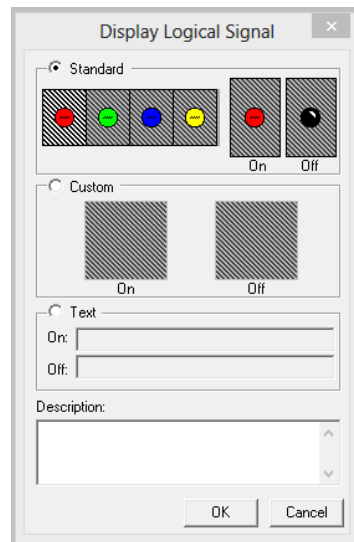 Display Logical Signal
Standard
On Off
Custom
On Off
Text
On:
Off:
Description:
OK Cancel